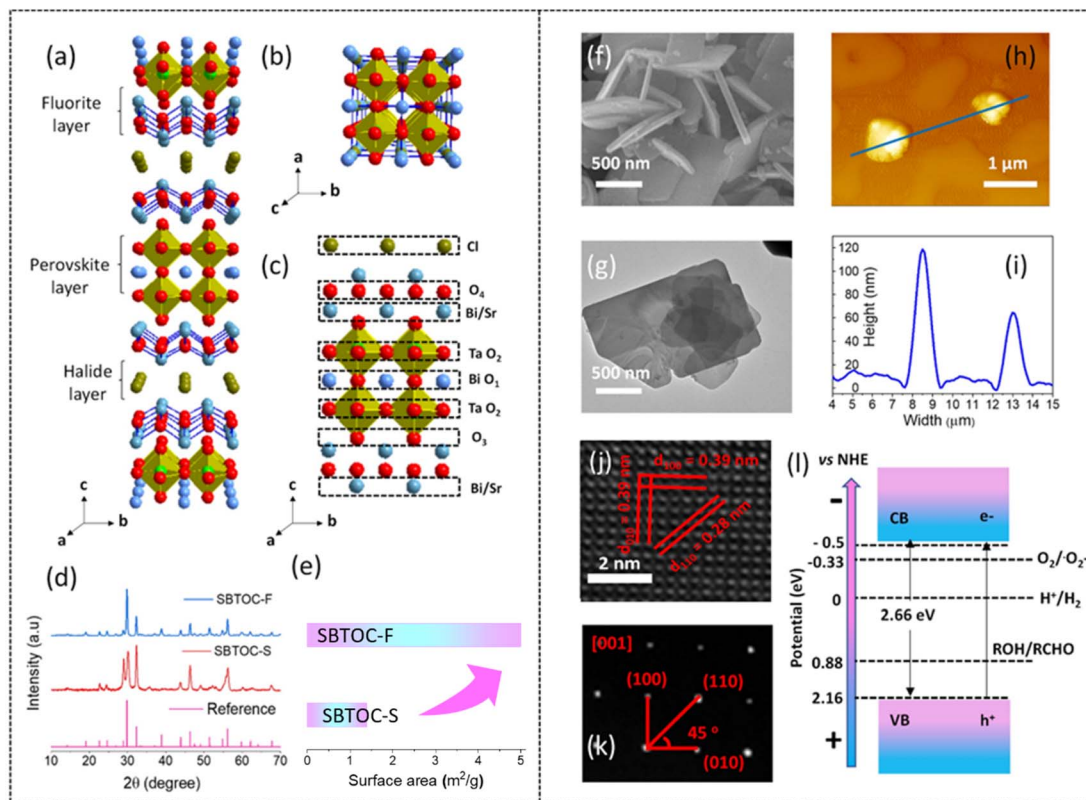 (a)
Fluorite
layer
Perovskite
layer
Halide
layer
c
b
a
(b)
a
b
c
(c)
Cl
O4
Bi/Sr
Ta O2
Bi O1
Ta O2
O3
Bi/Sr
c
b
a
(d)
SBTOC-F
SBTOC-S
Reference
Intensity (a.u)
10 20 30 40 50 60 70
2θ (degree)
(e)
SBTOC-F
SBTOC-S
0 1 2 3 4 5
Surface area (m²/g)
(f)
500 nm
(g)
500 nm
(h)
1 μm
(i)
Height (nm)
120
100
80
60
40
20
0
4 5 6 7 8 9 10 11 12 13 14 15
Width (μm)
(j)
d100 = 0.39 nm
d010 = 0.39 nm
d110 = 0.28 nm
2 nm
(k)
[001]
(100)
(110)
45 °
(010)
(l)
vs NHE
-
CB
e-
- 0.5
-0.33
O2/·O2-
0
H+/H2
2.66 eV
Potential (eV)
ROH/RCHO
0.88
2.16
VB
h+
+